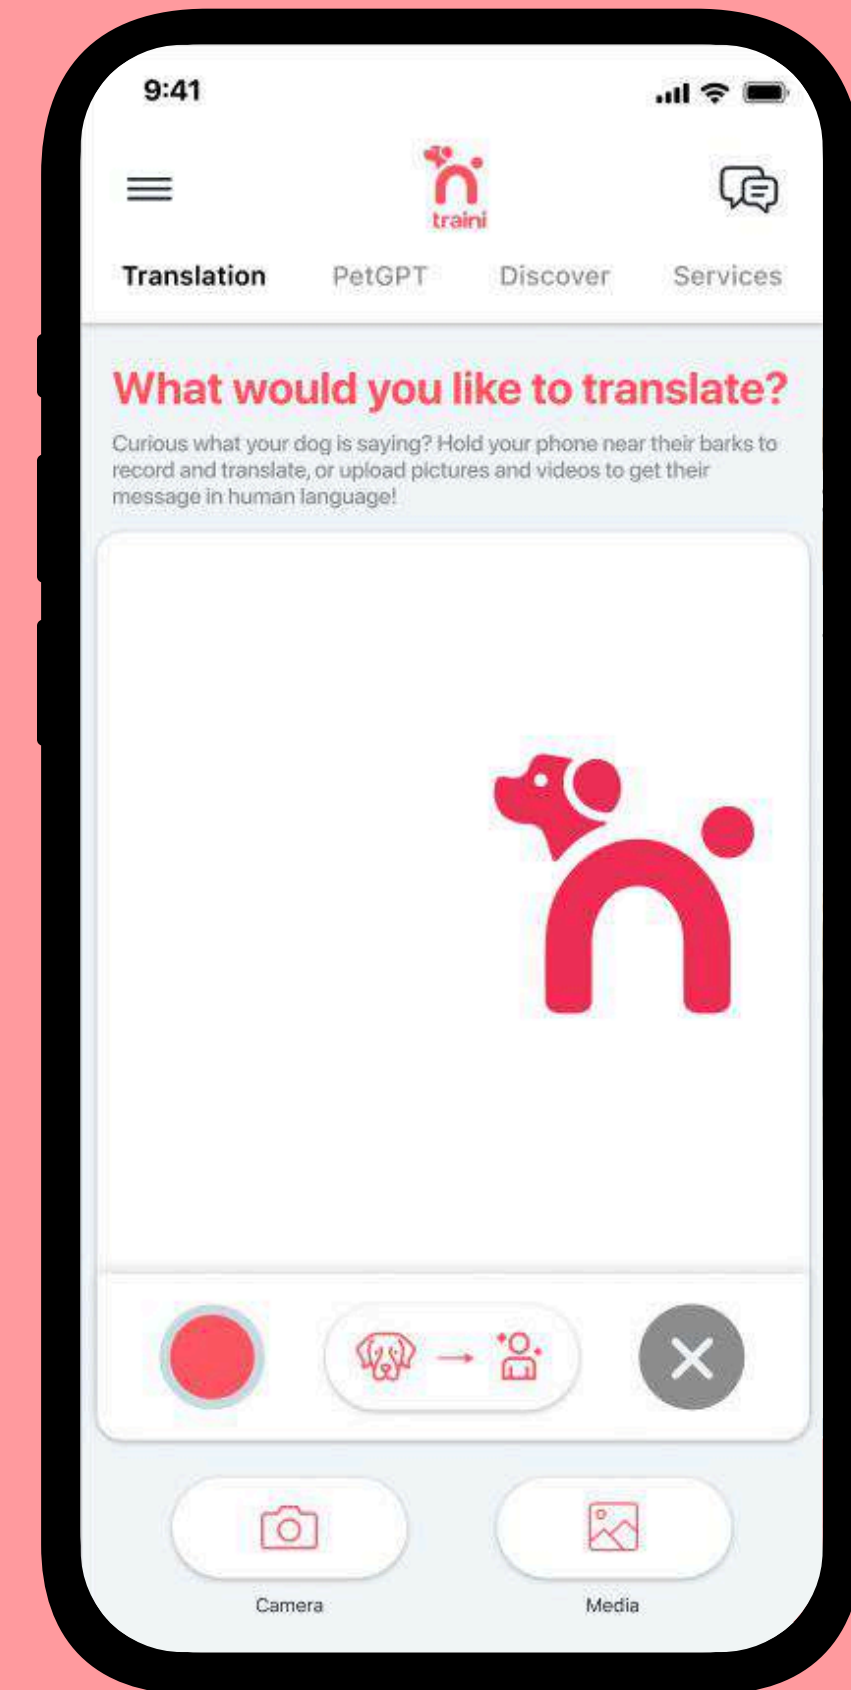 9:41
traini
Translation PetGPT Discover Services
What would you like to translate?
Curious what your dog is saying? Hold your phone near their barks to
record and translate, or upload pictures and videos to get their
message in human language!
Camera Media